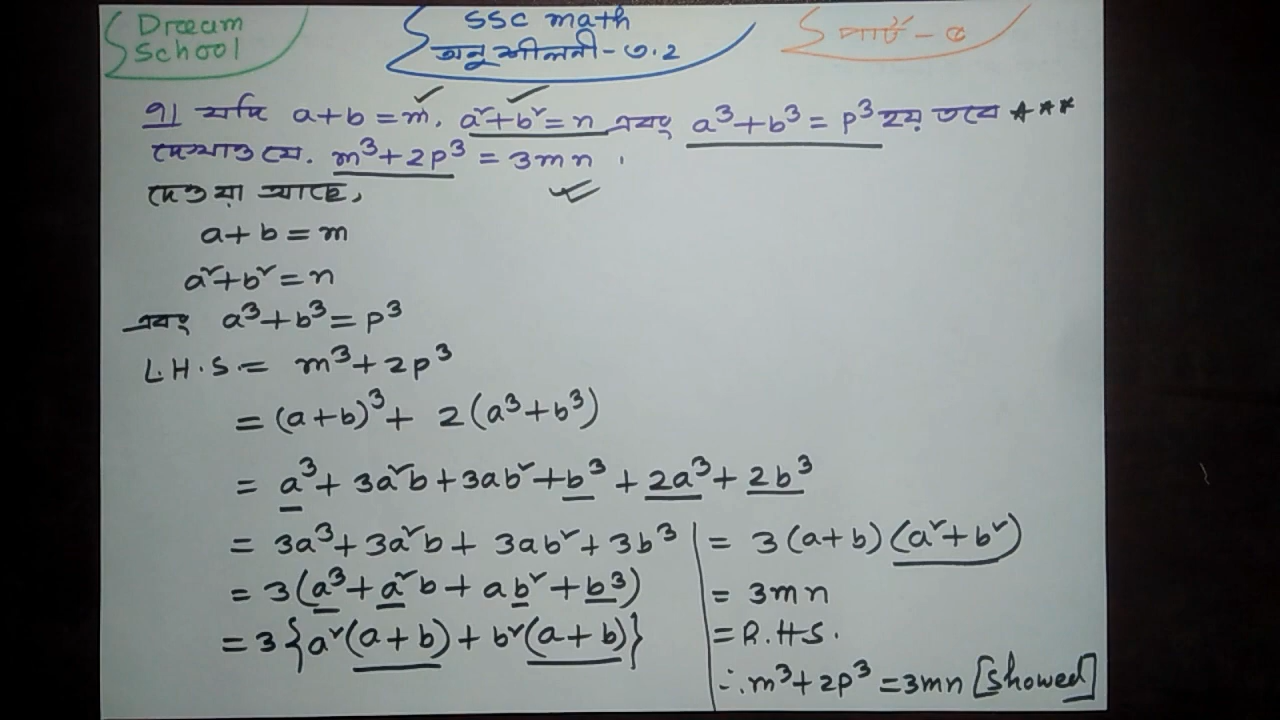 Dream School
SSC math
অনুশীলনী-৩.২
পার্ট - ৫
৭। যদি a+b=m, a²+b²=n এবং a³+b³=p³ হয় তবে ***
দেখাও যে, m³+2p³ = 3mn.
দেওয়া আছে,
a+b=m
a²+b²=n
এবং a³+b³=p³
L.H.S.= m³+2p³
= (a+b)³+ 2(a³+b³)
= a³+ 3a²b+3ab²+b³ + 2a³+2b³
= 3a³+3a²b+ 3ab²+3b³
= 3(a³+a²b+ab²+b³)
= 3{a²(a+b)+b²(a+b)}
= 3(a+b)(a²+b²)
= 3mn
= R.H.S.
∴ m³+2p³ =3mn [Showed]